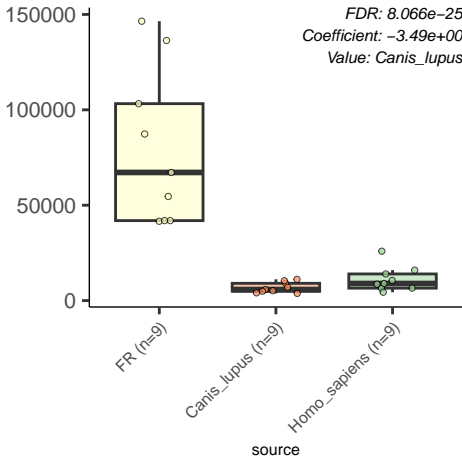 FDR: 8.066e−25
Coefficient: −3.49e+00
Value: Canis_lupus
150000
100000
50000
0
FR (n=9)
Canis_lupus (n=9)
Homo_sapiens (n=9)
source